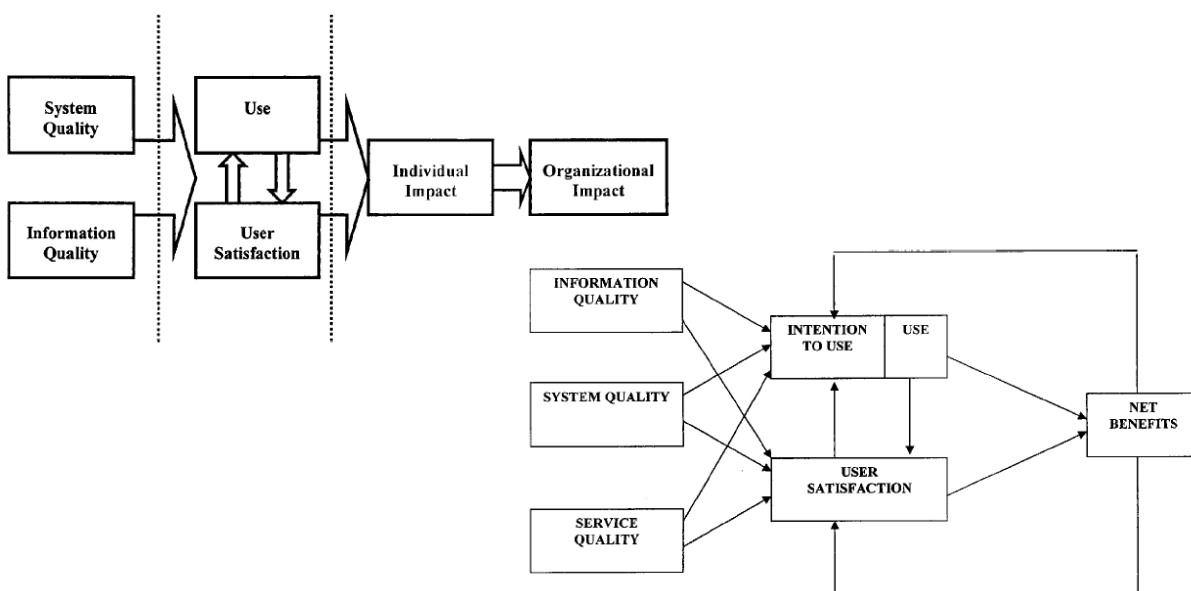 System
Quality
Use
Individual
Impact
Organizational
Impact
Information
Quality
User
Satisfaction
INFORMATION
QUALITY
INTENTION
TO USE
USE
SYSTEM QUALITY
NET
BENEFITS
USER
SATISFACTION
SERVICE
QUALITY